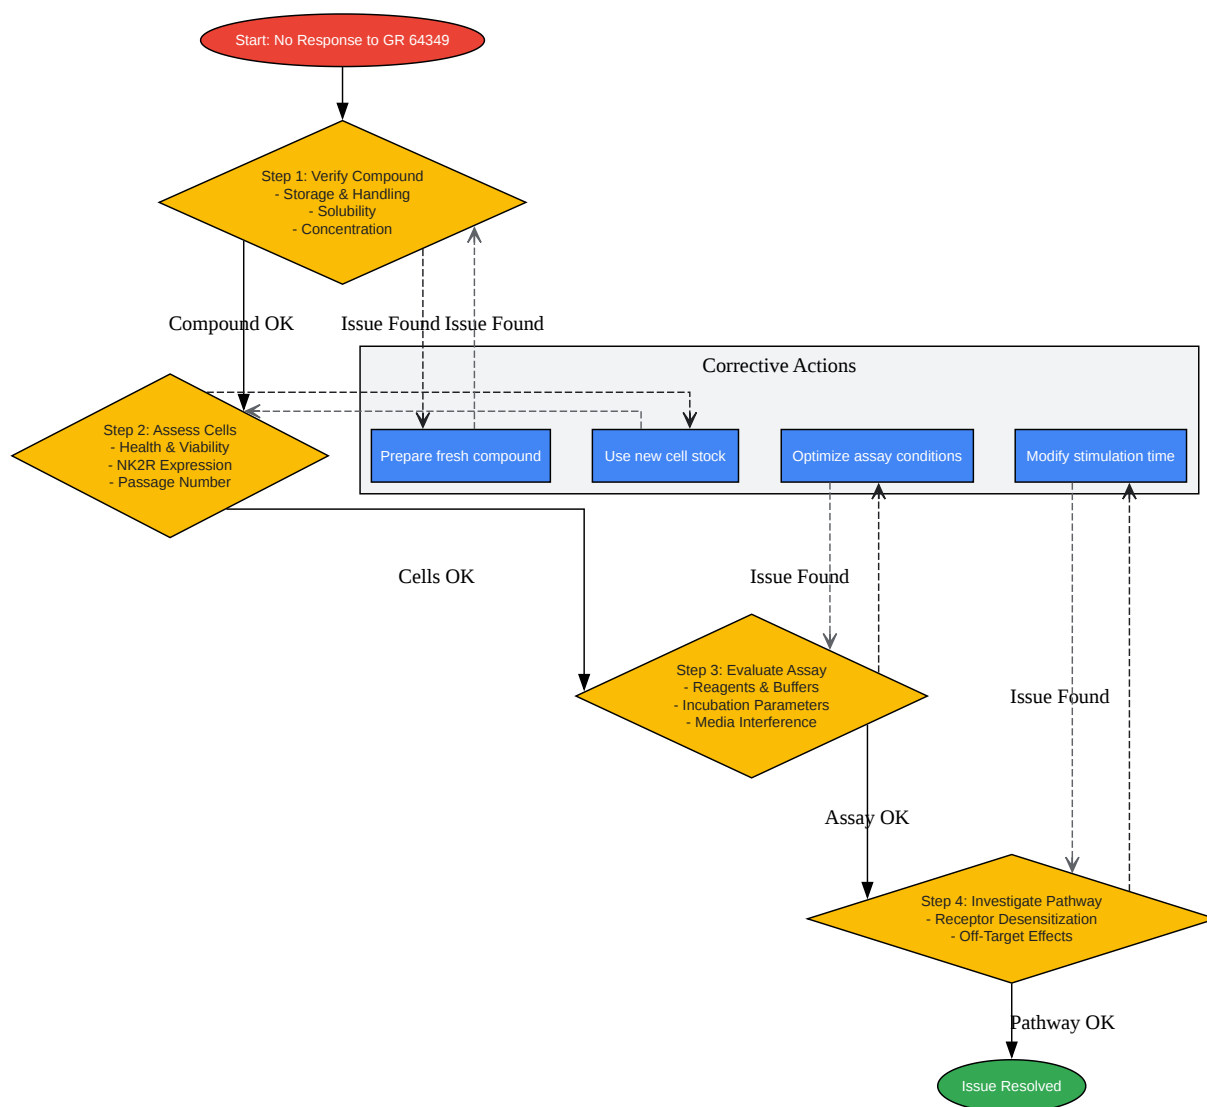 Start: No Response to GR 64349
Step 1: Verify Compound
- Storage & Handling
- Solubility
- Concentration
Compound OK
Issue Found
Issue Found
Corrective Actions
Step 2: Assess Cells
- Health & Viability
- NK2R Expression
- Passage Number
Prepare fresh compound
Use new cell stock
Optimize assay conditions
Modify stimulation time
Cells OK
Issue Found
Step 3: Evaluate Assay
- Reagents & Buffers
- Incubation Parameters
- Media Interference
Issue Found
Assay OK
Step 4: Investigate Pathway
- Receptor Desensitization
- Off-Target Effects
Pathway OK
Issue Resolved